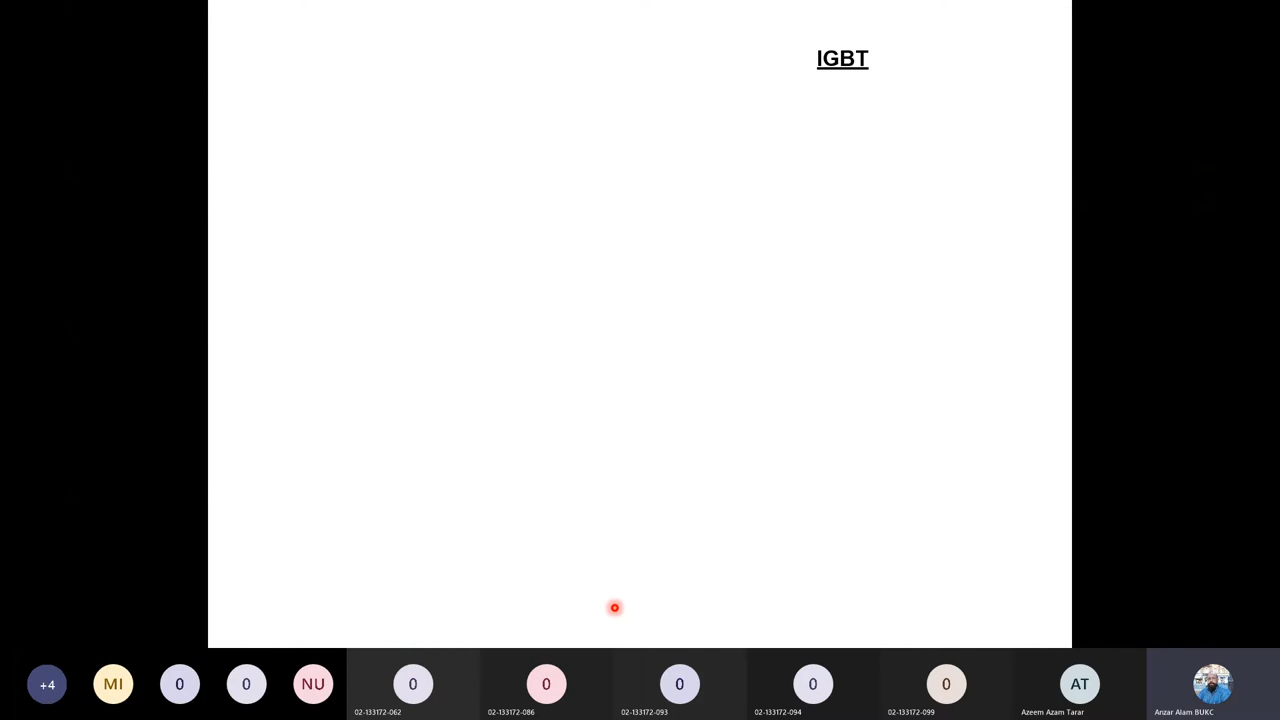 IGBT
+4
MI
0
0
NU
0
0
0
0
0
AT
02-133172-062
02-133172-086
02-133172-093
02-133172-094
02-133172-099
Azeem Azam Tarar
Anzar Alam BUKC